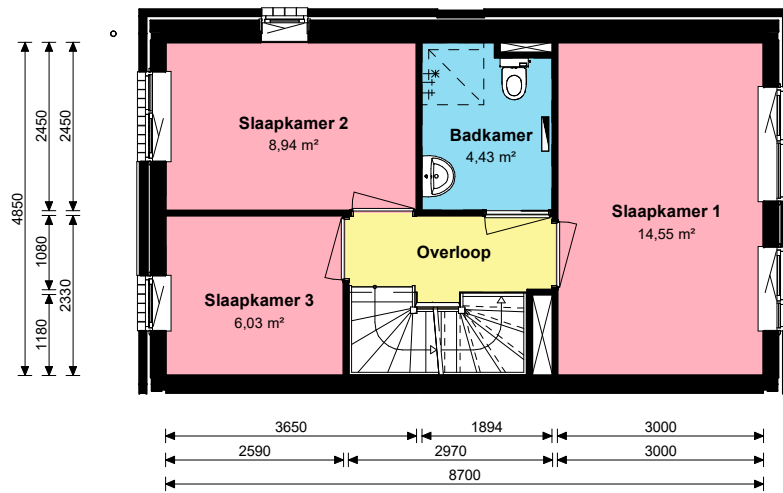 Slaapkamer 2
8,94 m²
Badkamer
4,43 m²
Slaapkamer 1
14,55 m²
Overloop
Slaapkamer 3
6,03 m²
4850
2450
2450
1080
2330
1180
3650
1894
3000
2590
2970
3000
8700